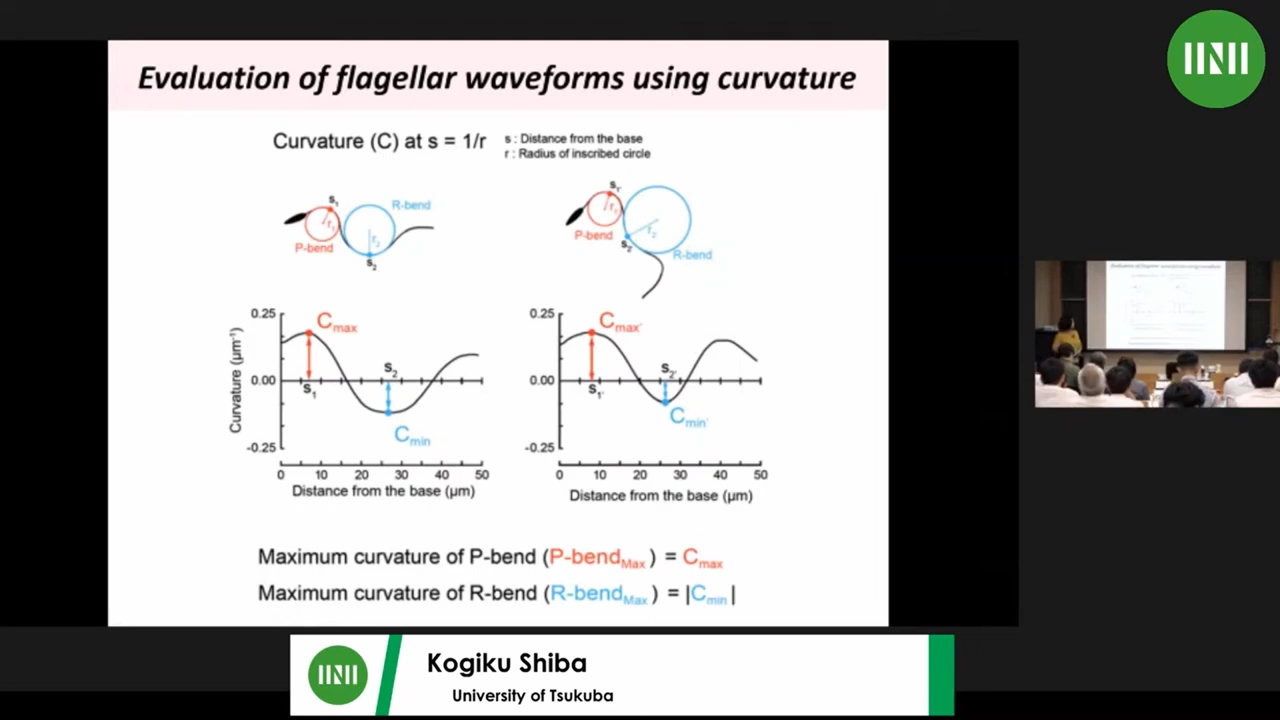 Evaluation of flagellar waveforms using curvature
Curvature (C) at s = 1/r
s : Distance from the base
r : Radius of inscribed circle
s1
r1
P-bend
R-bend
r2
s2
s1'
r1'
P-bend
r2'
s2'
R-bend
Curvature (μm-1)
0.25
0.00
-0.25
Cmax
s1
s2
Cmin
0 10 20 30 40 50
Distance from the base (μm)
0.25
0.00
-0.25
Cmax'
s1'
s2'
Cmin'
0 10 20 30 40 50
Distance from the base (μm)
Maximum curvature of P-bend (P-bendMax ) = Cmax
Maximum curvature of R-bend (R-bendMax ) = |Cmin |
Kogiku Shiba
University of Tsukuba